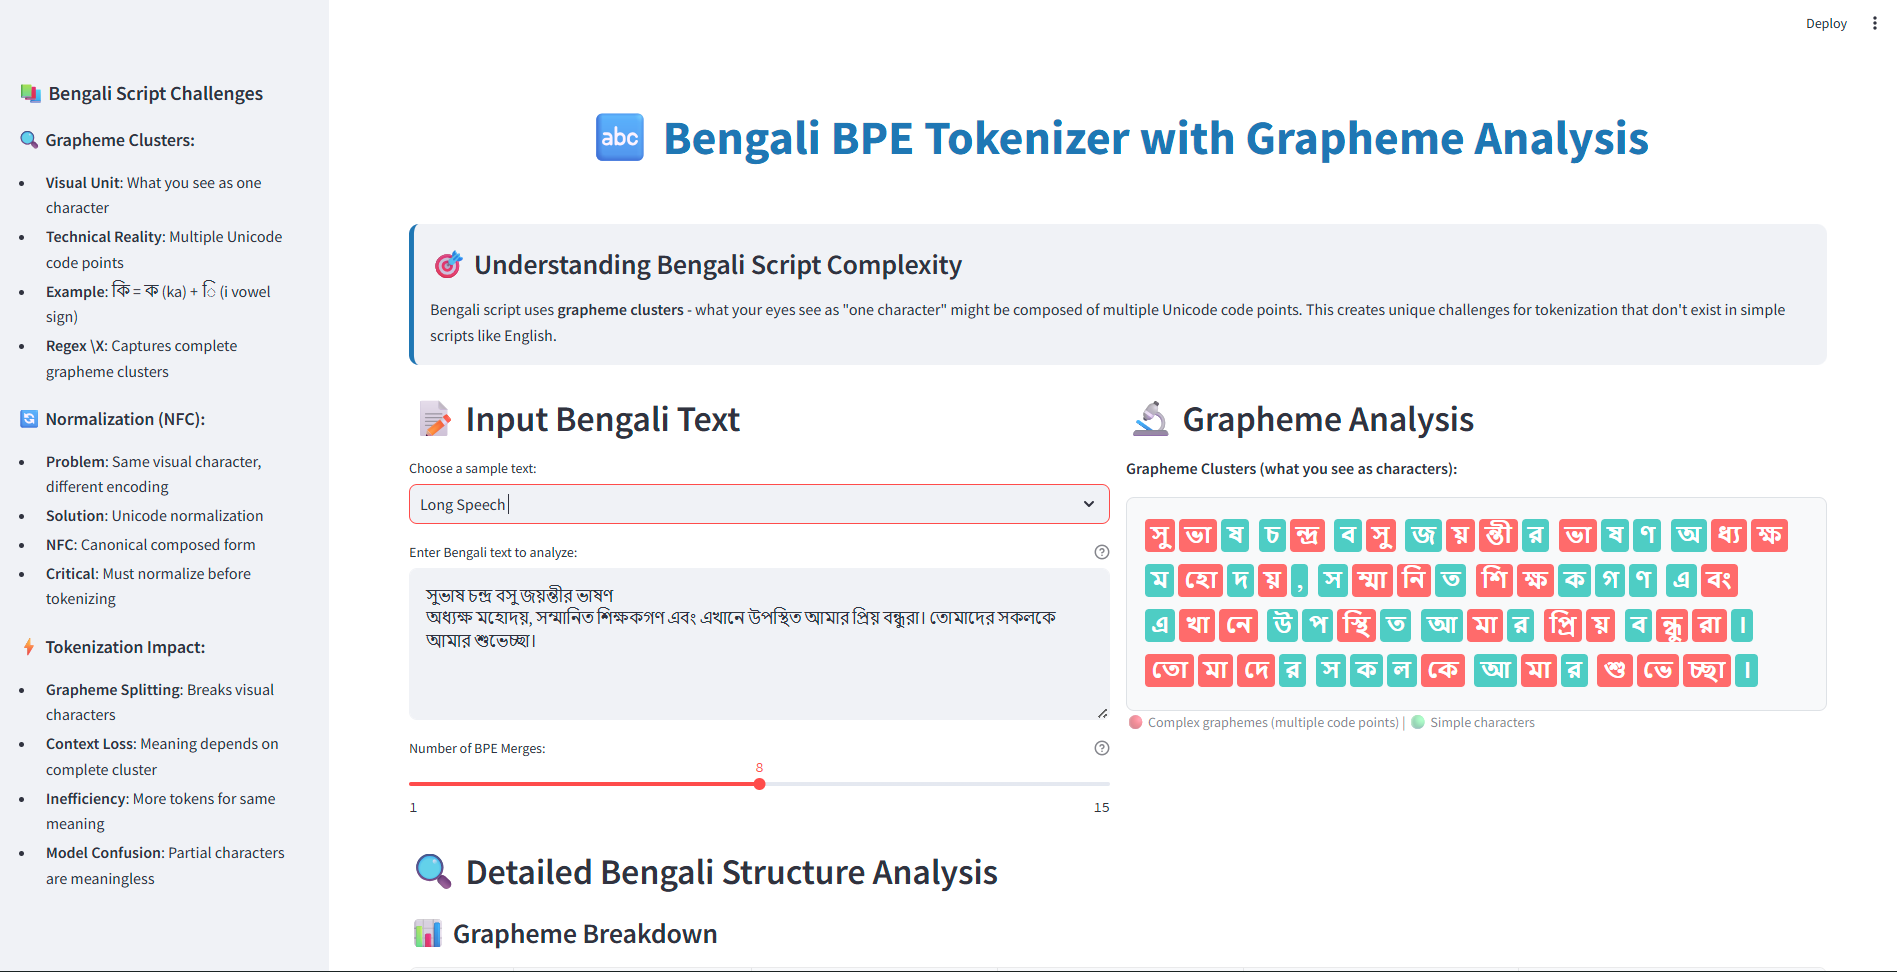 Deploy
📚 Bengali Script Challenges
🔍 Grapheme Clusters:
• Visual Unit: What you see as one
character
• Technical Reality: Multiple Unicode
code points
• Example: কি = ক (ka) + ি (i vowel
sign)
• Regex \X: Captures complete
grapheme clusters
🔄 Normalization (NFC):
• Problem: Same visual character,
different encoding
• Solution: Unicode normalization
• NFC: Canonical composed form
• Critical: Must normalize before
tokenizing
⚡ Tokenization Impact:
• Grapheme Splitting: Breaks visual
characters
• Context Loss: Meaning depends on
complete cluster
• Inefficiency: More tokens for same
meaning
• Model Confusion: Partial characters
are meaningless
🔤 Bengali BPE Tokenizer with Grapheme Analysis
🎯 Understanding Bengali Script Complexity
Bengali script uses grapheme clusters - what your eyes see as "one character" might be composed of multiple Unicode code points. This creates unique challenges for tokenization that don't exist in simple
scripts like English.
📝 Input Bengali Text
Choose a sample text:
Long Speech
Enter Bengali text to analyze:
সুভাষ চন্দ্র বসু জয়ন্তীর ভাষণ
অধ্যক্ষ মহোদয়, সম্মানিত শিক্ষকগণ এবং এখানে উপস্থিত আমার প্রিয় বন্ধুরা। তোমাদের সকলকে
আমার শুভেচ্ছা।
Number of BPE Merges:
8
1 15
🔬 Grapheme Analysis
Grapheme Clusters (what you see as characters):
সু ভা ষ চ ন্দ্র ব সু জ য় ন্তী র ভা ষ ণ অ ধ্য ক্ষ
ম হো দ য় , স ম্মা নি ত শি ক্ষ ক গ ণ এ বং
এ খা নে উ প স্থি ত আ মা র প্রি য় ব ন্ধু রা ।
তো মা দে র স ক ল কে আ মা র শু ভে চ্ছা ।
Complex graphemes (multiple code points) | Simple characters
🔍 Detailed Bengali Structure Analysis
📊 Grapheme Breakdown